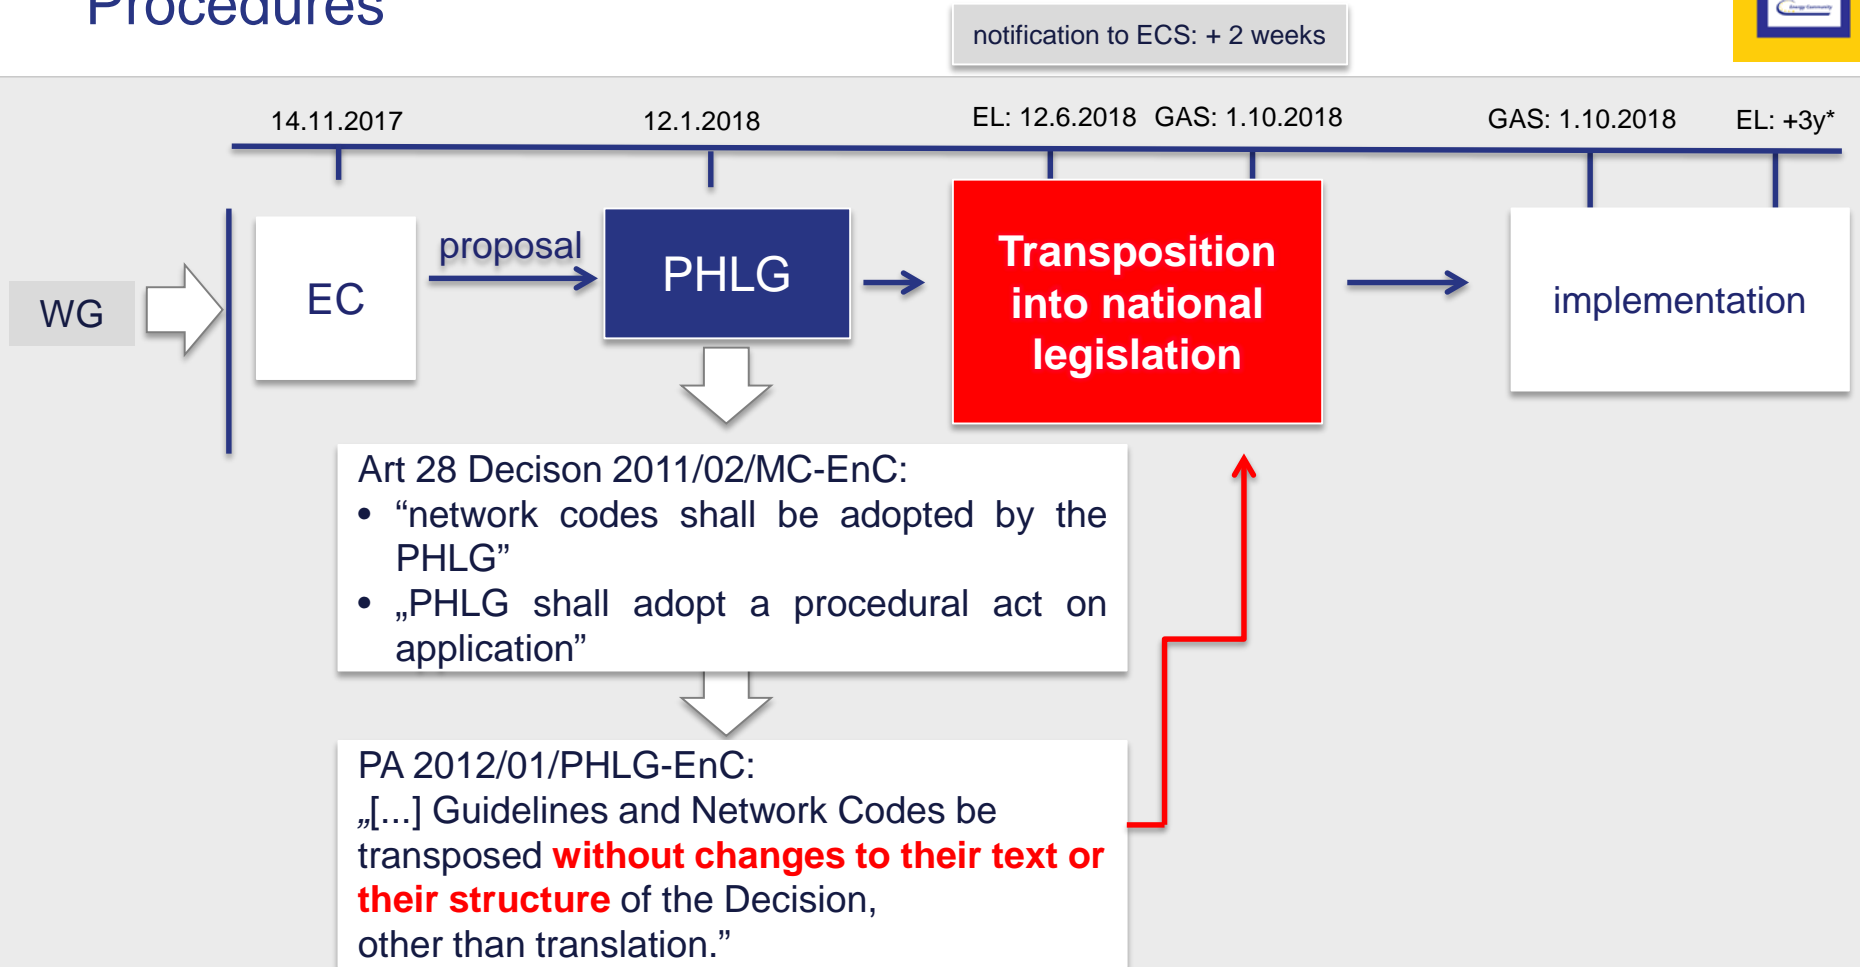 Procedures
Energy Community
notification to ECS: + 2 weeks
14.11.2017
12.1.2018
EL: 12.6.2018 GAS: 1.10.2018
GAS: 1.10.2018
EL: +3y*
WG
EC
proposal
PHLG
Transposition
into national
legislation
implementation
Art 28 Decison 2011/02/MC-EnC:
• “network codes shall be adopted by the
PHLG”
• „PHLG shall adopt a procedural act on
application”
PA 2012/01/PHLG-EnC:
„[...] Guidelines and Network Codes be
transposed without changes to their text or
their structure of the Decision,
other than translation.”